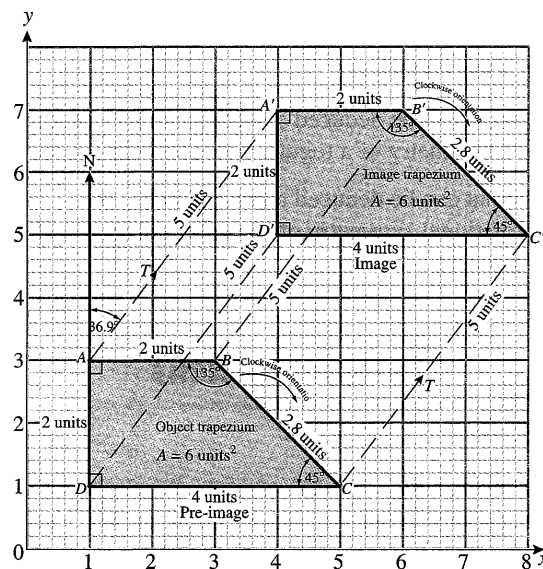 y
7
A'
2 units
B'
Clockwise orientation
135°
2.8 units
N
6
2 units
Image trapezium
A = 6 units²
5 units
5
D'
45°
C'
4 units
Image
5 units
5 units
T
4
36.9°
5 units
3
A
2 units
B
Clockwise orientatio
135°
T
2
2 units
Object trapezium
A = 6 units²
2.8 units
45°
1
D
C
4 units
Pre-image
0
1
2
3
4
5
6
7
8
x